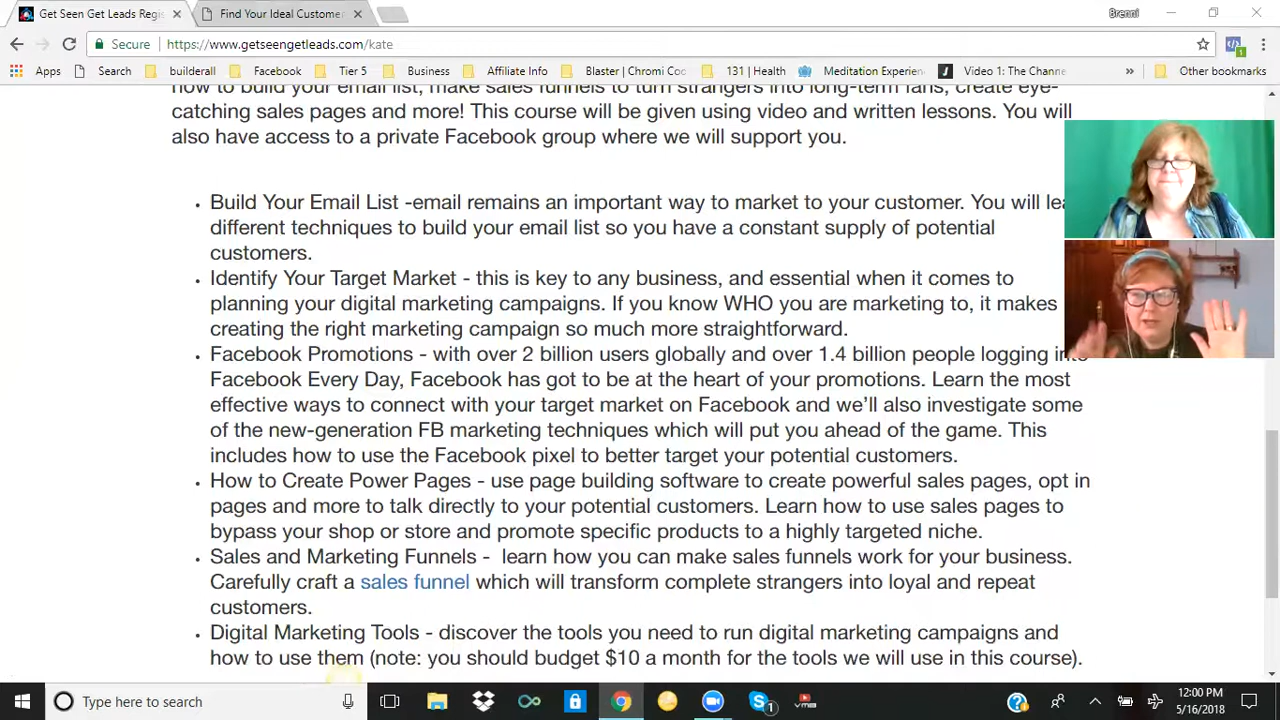 Get Seen Get Leads Regis
Find Your Ideal Custome
Brenni
Secure
https://www.getseengetleads.com/kate
Apps
Search
builderall
Facebook
Tier 5
Business
Affiliate Info
Blaster | Chromi Co
131 | Health
Meditation Experien
Video 1: The Channe
»
Other bookmarks
how to build your email list, make sales funnels to turn strangers into long-term fans, create eye-
catching sales pages and more! This course will be given using video and written lessons. You will
also have access to a private Facebook group where we will support you.
• Build Your Email List -email remains an important way to market to your customer. You will lea
different techniques to build your email list so you have a constant supply of potential
customers.
• Identify Your Target Market - this is key to any business, and essential when it comes to
planning your digital marketing campaigns. If you know WHO you are marketing to, it makes
creating the right marketing campaign so much more straightforward.
• Facebook Promotions - with over 2 billion users globally and over 1.4 billion people logging into
Facebook Every Day, Facebook has got to be at the heart of your promotions. Learn the most
effective ways to connect with your target market on Facebook and we’ll also investigate some
of the new-generation FB marketing techniques which will put you ahead of the game. This
includes how to use the Facebook pixel to better target your potential customers.
• How to Create Power Pages - use page building software to create powerful sales pages, opt in
pages and more to talk directly to your potential customers. Learn how to use sales pages to
bypass your shop or store and promote specific products to a highly targeted niche.
• Sales and Marketing Funnels - learn how you can make sales funnels work for your business.
Carefully craft a sales funnel which will transform complete strangers into loyal and repeat
customers.
• Digital Marketing Tools - discover the tools you need to run digital marketing campaigns and
how to use them (note: you should budget $10 a month for the tools we will use in this course).
Type here to search
12:00 PM
5/16/2018